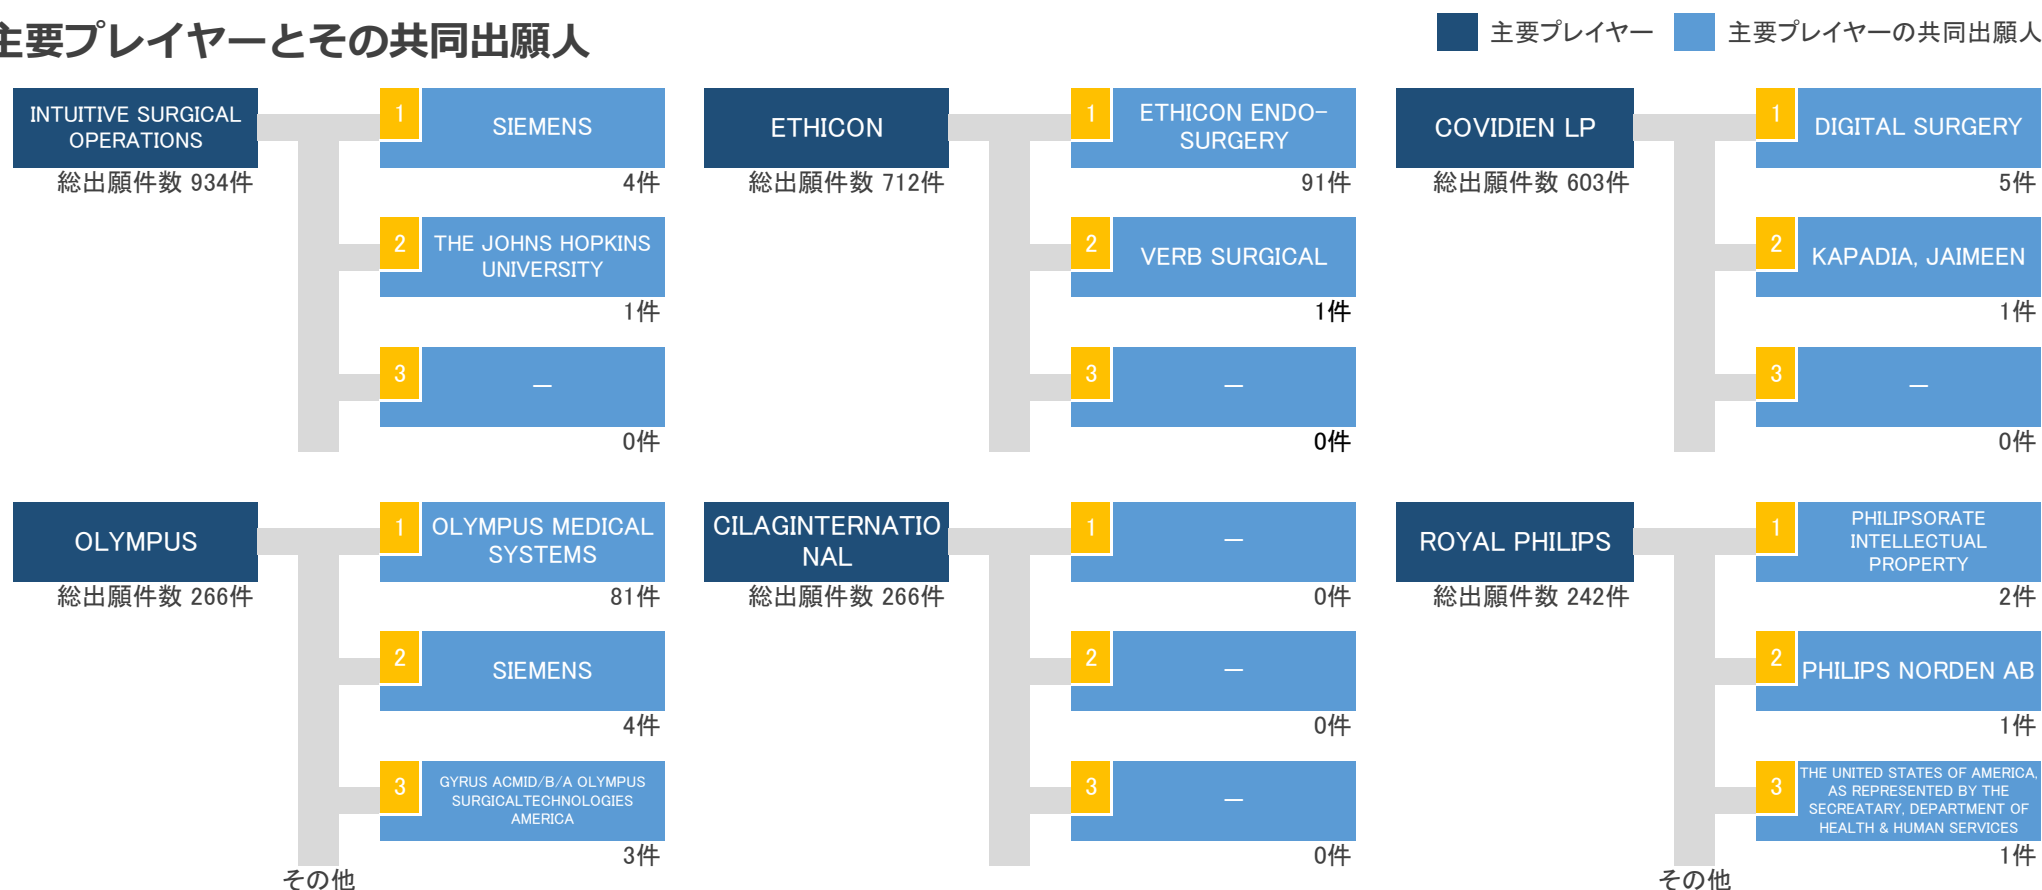 主要プレイヤーとその共同出願人
主要プレイヤー
主要プレイヤーの共同出願人
INTUITIVE SURGICAL
OPERATIONS
総出願件数 934件
1
SIEMENS
4件
2
THE JOHNS HOPKINS
UNIVERSITY
1件
3
―
0件
ETHICON
総出願件数 712件
1
ETHICON ENDO-
SURGERY
91件
2
VERB SURGICAL
1件
3
―
0件
COVIDIEN LP
総出願件数 603件
1
DIGITAL SURGERY
5件
2
KAPADIA, JAIMEEN
1件
3
―
0件
OLYMPUS
総出願件数 266件
1
OLYMPUS MEDICAL
SYSTEMS
81件
2
SIEMENS
4件
3
GYRUS ACMID/B/A OLYMPUS
SURGICALTECHNOLOGIES
AMERICA
3件
その他
CILAGINTERNATIO
NAL
総出願件数 266件
1
―
0件
2
―
0件
3
―
0件
ROYAL PHILIPS
総出願件数 242件
1
PHILIPSORATE
INTELLECTUAL
PROPERTY
2件
2
PHILIPS NORDEN AB
1件
3
THE UNITED STATES OF AMERICA,
AS REPRESENTED BY THE
SECREATARY, DEPARTMENT OF
HEALTH & HUMAN SERVICES
1件
その他